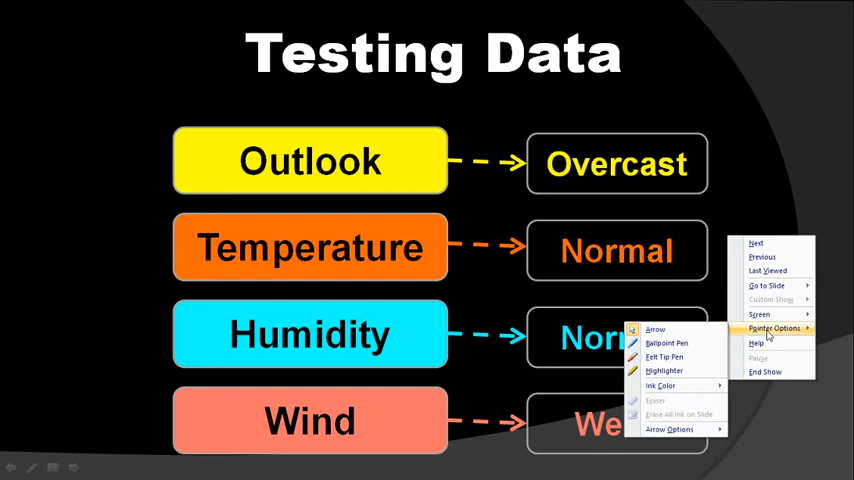 Testing Data
Outlook
Overcast
Temperature
Normal
Humidity
Wind
Next
Previous
Last Viewed
Go to Slide
Custom Show
Screen
Pointer Options
Help
Pause
End Show
Arrow
Ballpoint Pen
Felt Tip Pen
Highlighter
Ink Color
Eraser
Erase All Ink on Slide
Arrow Options